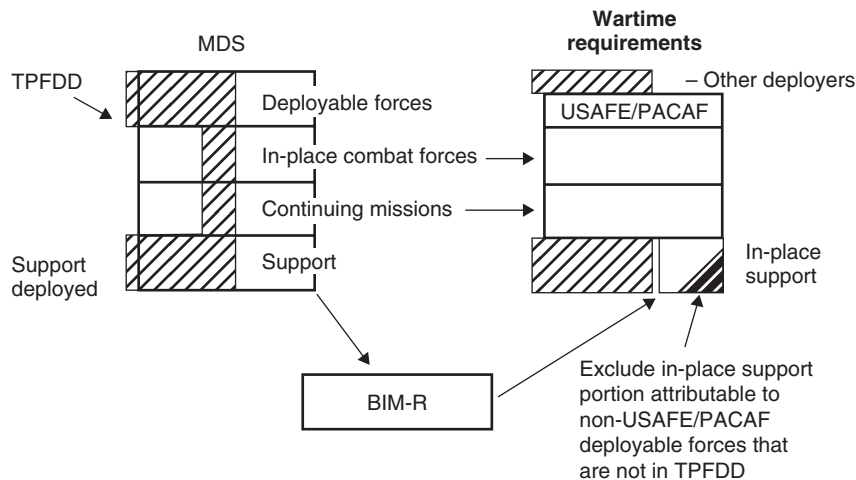 Wartime
requirements
MDS
TPFDD
– Other deployers
Deployable forces
USAFE/PACAF
In-place combat forces
Continuing missions
Support
deployed
Support
In-place
support
BIM-R
Exclude in-place support
portion attributable to
non-USAFE/PACAF
deployable forces that
are not in TPFDD